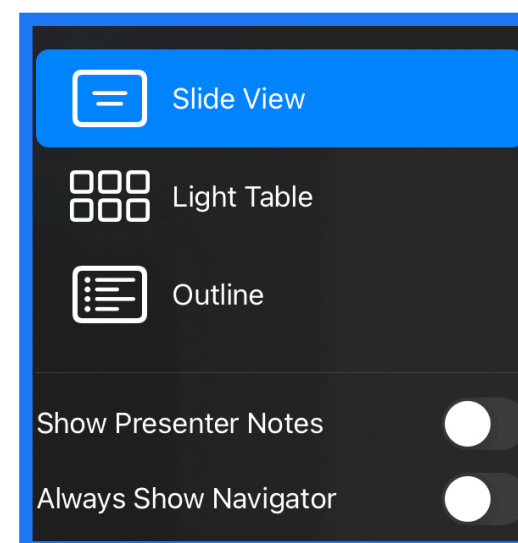 Slide View
Light Table
Outline
Show Presenter Notes
Always Show Navigator